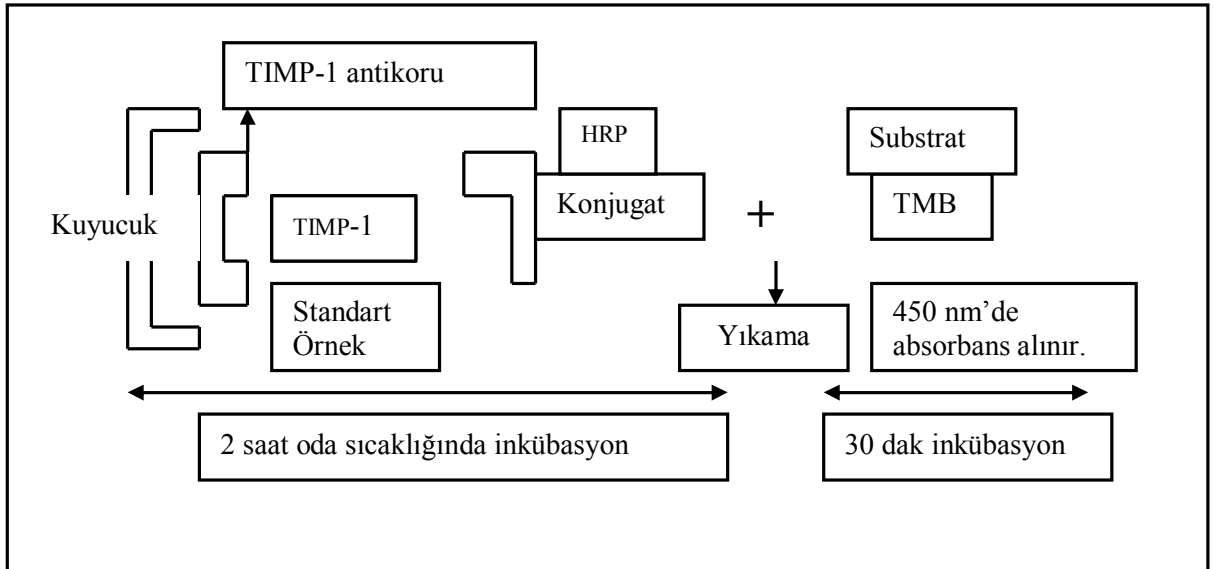 TIMP-1 antikoru
HRP
Substrat
Konjugat
TMB
Kuyucuk
TIMP-1
+
Standart
Örnek
Yıkama
450 nm’de
absorbans alınır.
2 saat oda sıcaklığında inkübasyon
30 dak inkübasyon